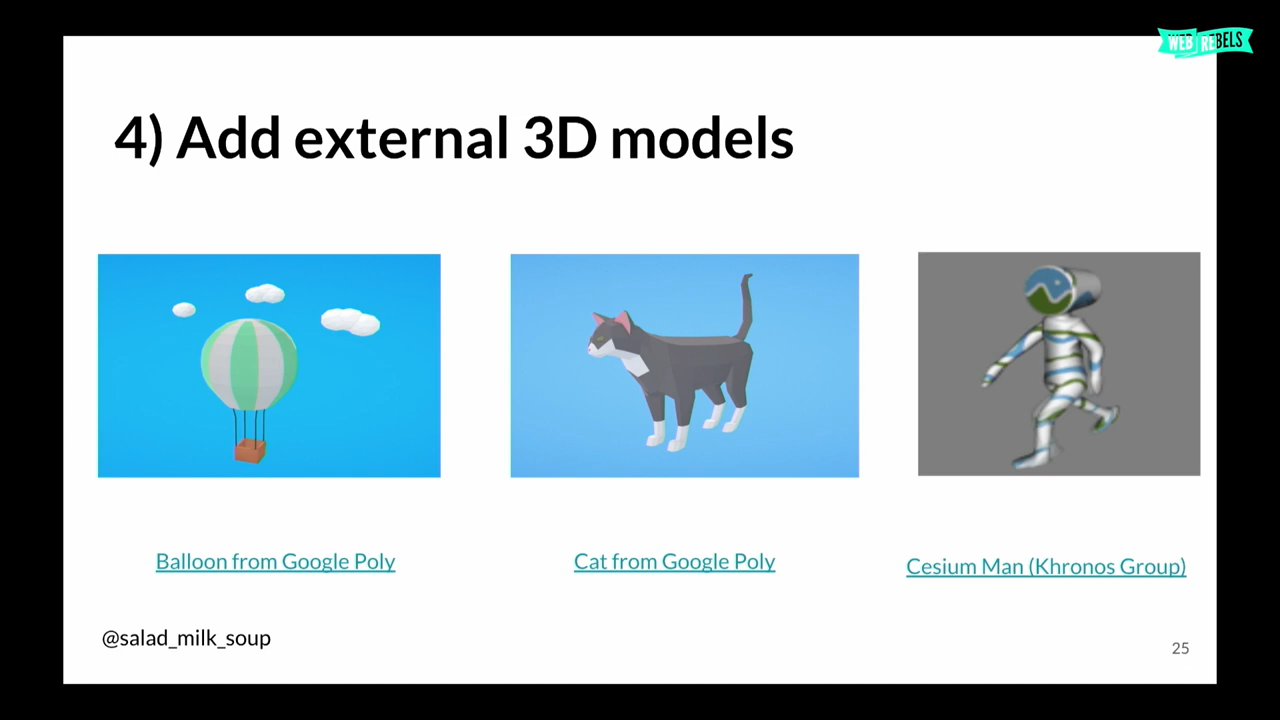 WEB REBELS
4) Add external 3D models
Balloon from Google Poly
Cat from Google Poly
Cesium Man (Khronos Group)
@salad_milk_soup
25